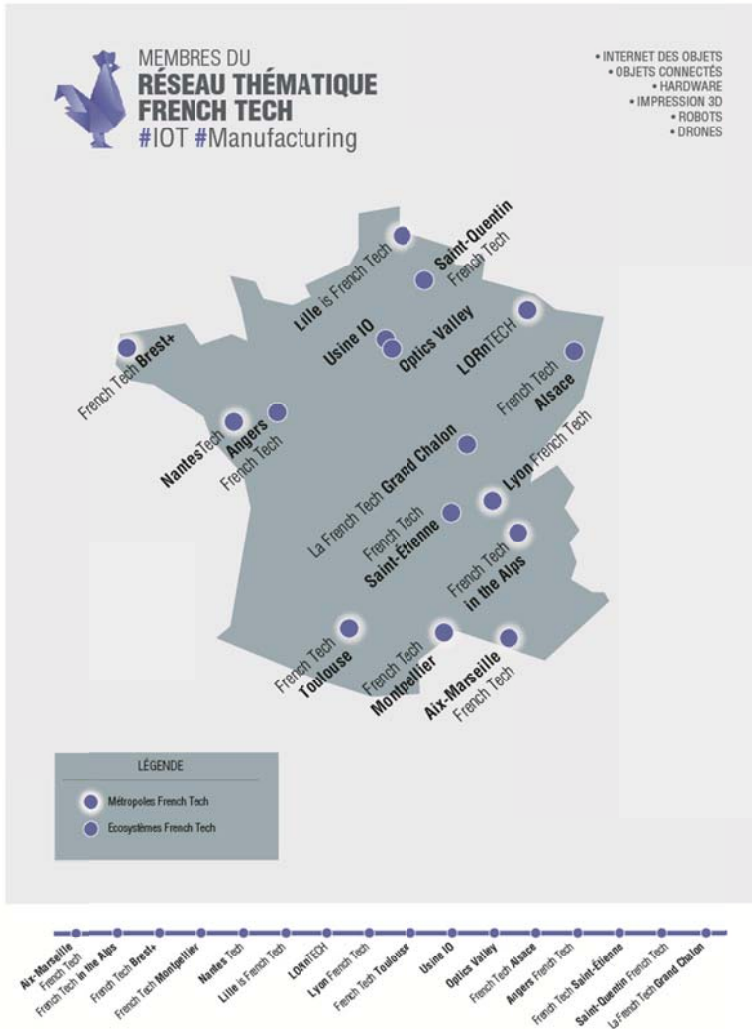 MEMBRES DU
RÉSEAU THÉMATIQUE
FRENCH TECH
#IOT #Manufacturing
• INTERNET DES OBJETS
• OBJETS CONNECTÉS
• HARDWARE
• IMPRESSION 3D
• ROBOTS
• DRONES
Lille is French Tech
Saint-Quentin
French Tech
Usine IO
Optics Valley
LORnTECH
French Tech
Alsace
French Tech Brest+
NantesTech
Angers
French Tech
La French Tech Grand Chalon
Lyon French Tech
French Tech
Saint-Étienne
French Tech
in the Alps
French Tech
Toulouse
French Tech
Montpellier
Aix-Marseille
French Tech
LÉGENDE
Métropoles French Tech
Ecosystèmes French Tech
Aix-Marseille
French Tech
French Tech in the Alps
French Tech Brest+
French Tech Montpellier
Nantes Tech
Lille is French Tech
LORnTECH
Lyon French Tech
French Tech Toulouse
Usine IO
Optics Valley
French Tech Alsace
Angers French Tech
French Tech Saint-Étienne
Saint-Quentin French Tech
La French Tech Grand Chalon